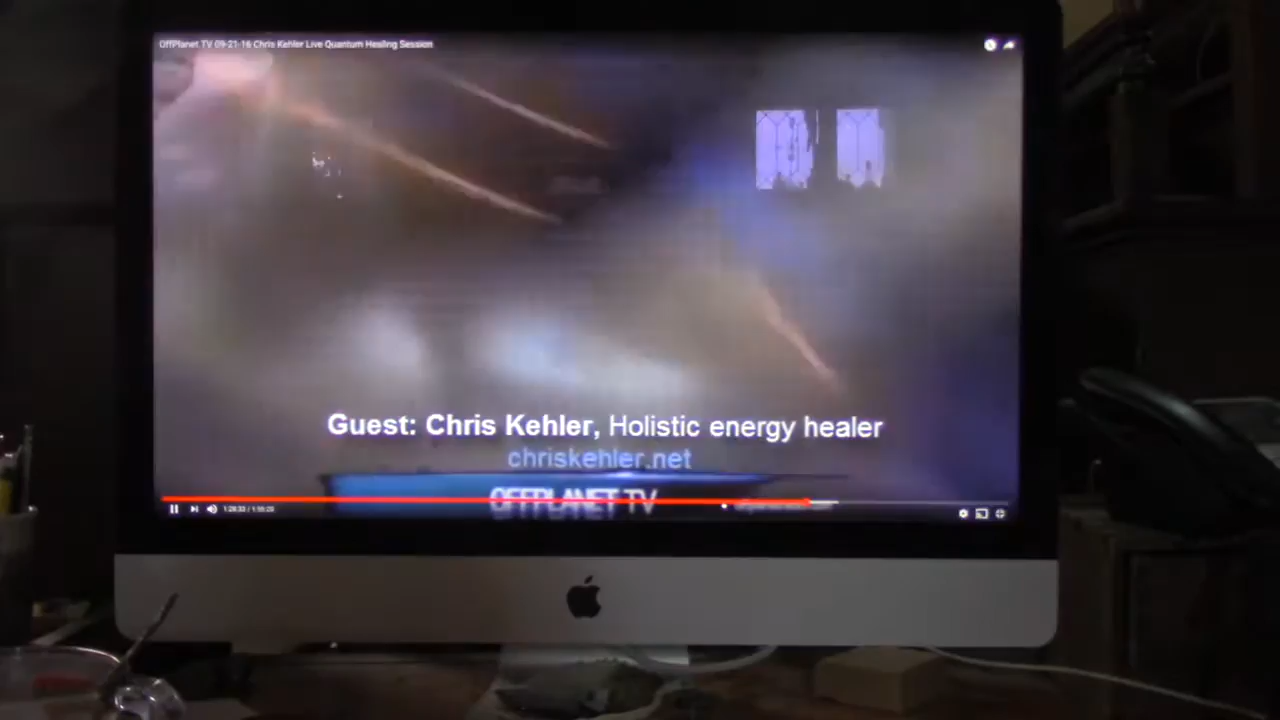 OffPlanet TV 09-21-16 Chris Kehler Live Quantum Healing Session
Guest: Chris Kehler, Holistic energy healer
chriskehler.net
OFFPLANET TV